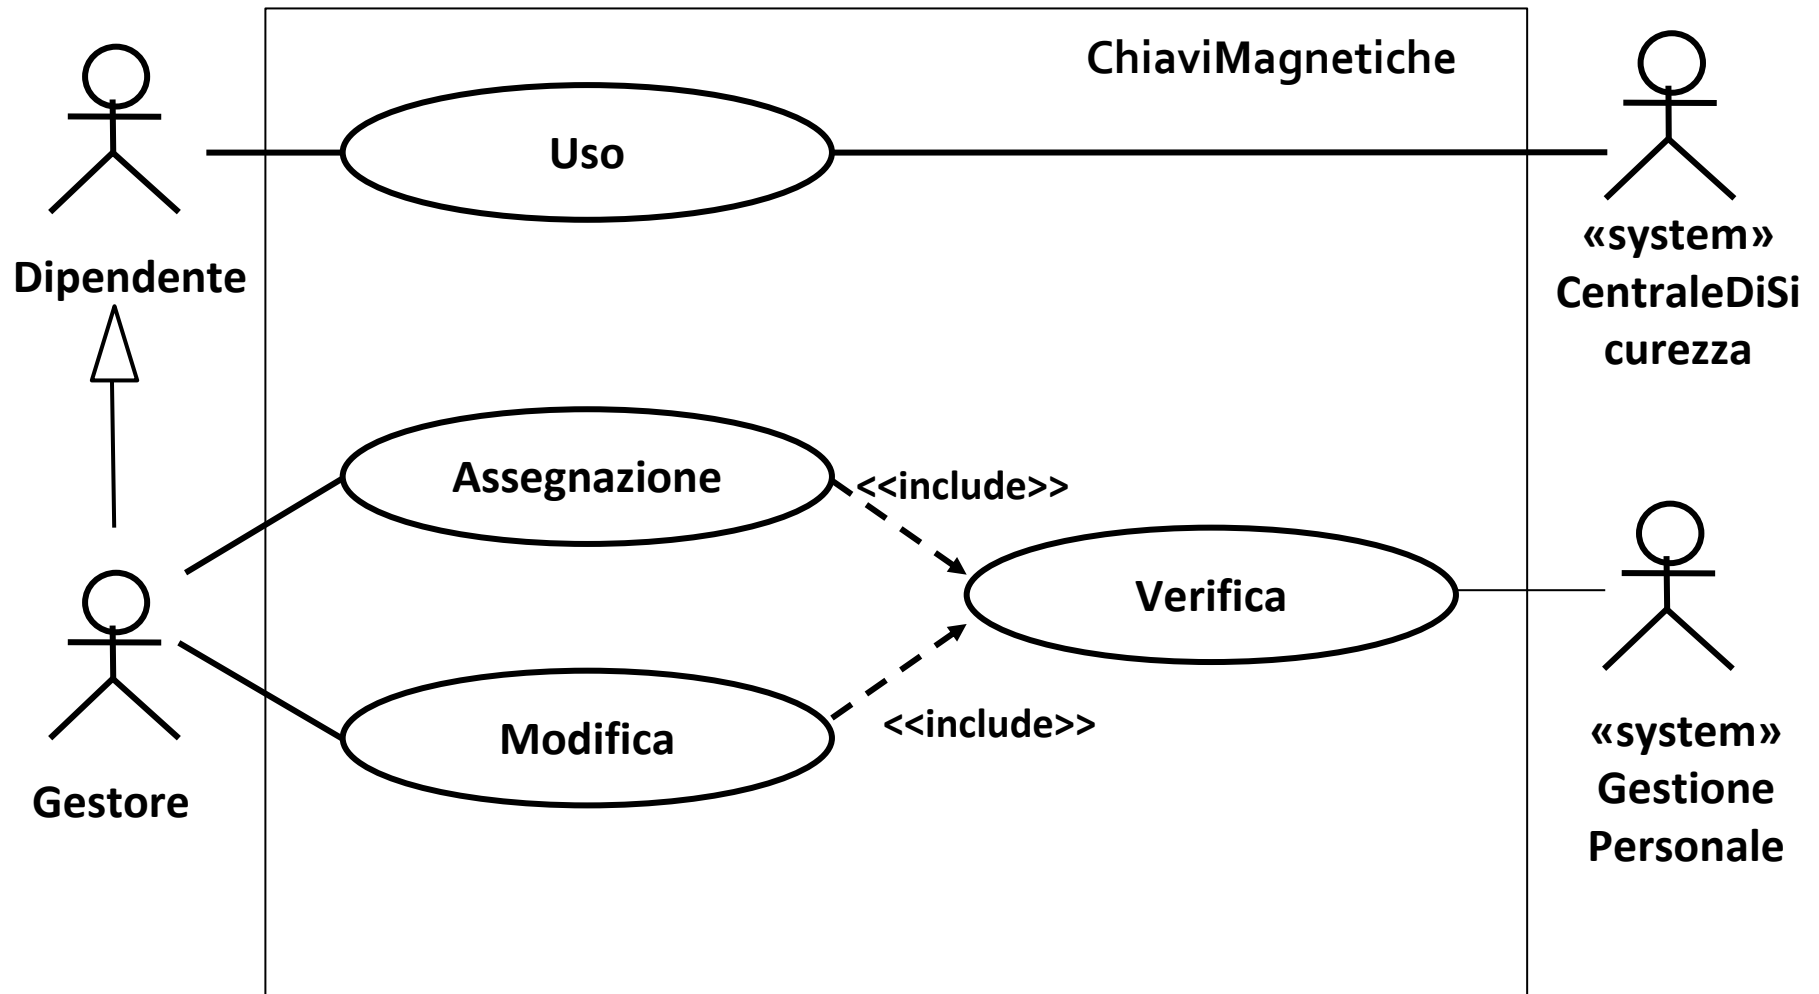 ChiaviMagnetiche
Uso
Dipendente
«system»
CentraleDiSi
curezza
Assegnazione
<<include>>
Verifica
Modifica
<<include>>
Gestore
«system»
Gestione
Personale